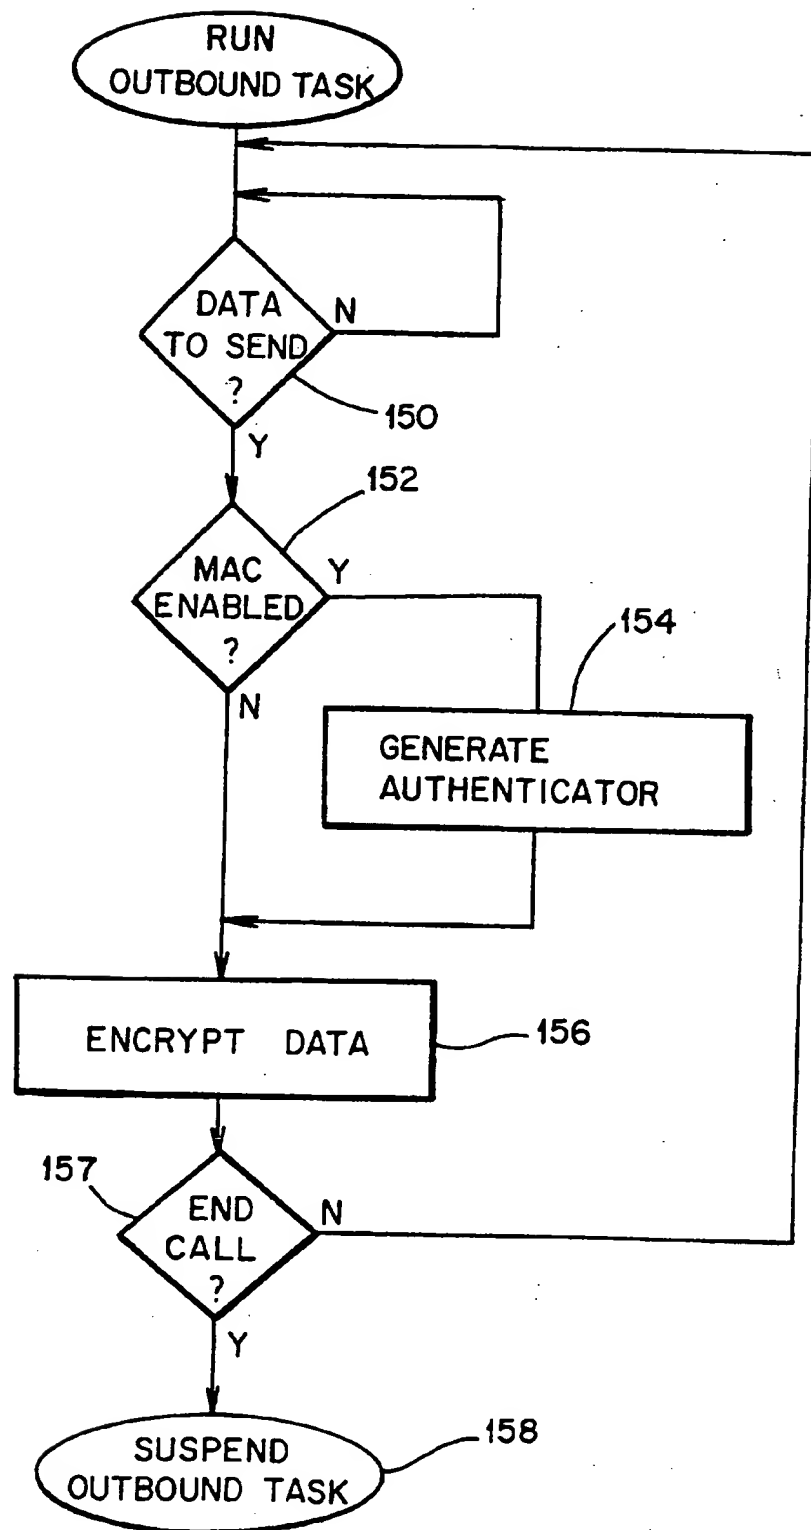 RUN
OUTBOUND TASK
DATA
TO SEND
?
N
150
Y
152
MAC
ENABLED
?
Y
N
154
GENERATE
AUTHENTICATOR
ENCRYPT DATA
156
157
END
CALL
?
N
Y
SUSPEND
OUTBOUND TASK
158